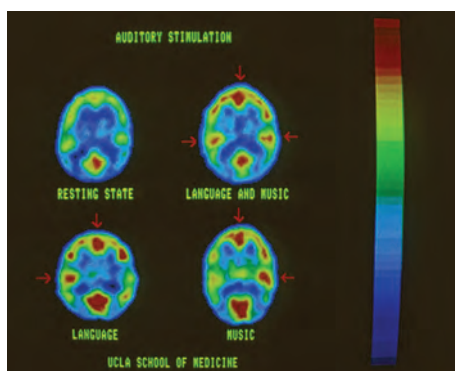 AUDITORY STIMULATION
RESTING STATE
LANGUAGE AND MUSIC
LANGUAGE
MUSIC
UCLA SCHOOL OF MEDICINE